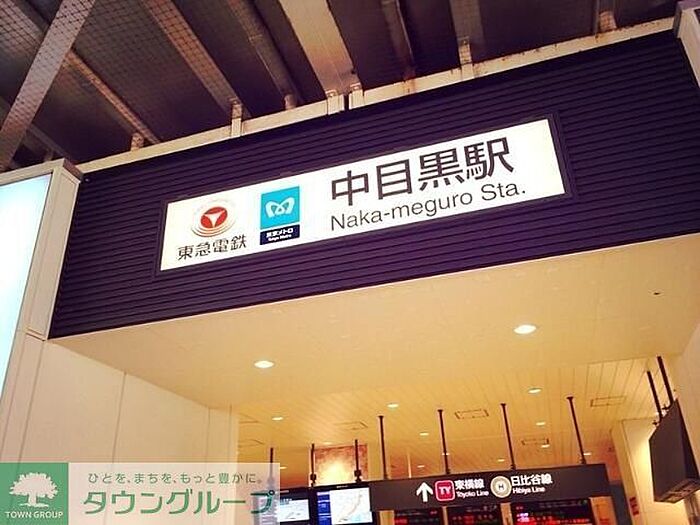 中目黒駅
Naka-meguro Sta.
東急電鉄
東京メトロ
Tokyo Metro
TY 東横線
Toyoko Line
H 日比谷線
Hibiya Line
ひとを、まちを、もっと豊かに。
タウングループ
TOWN GROUP